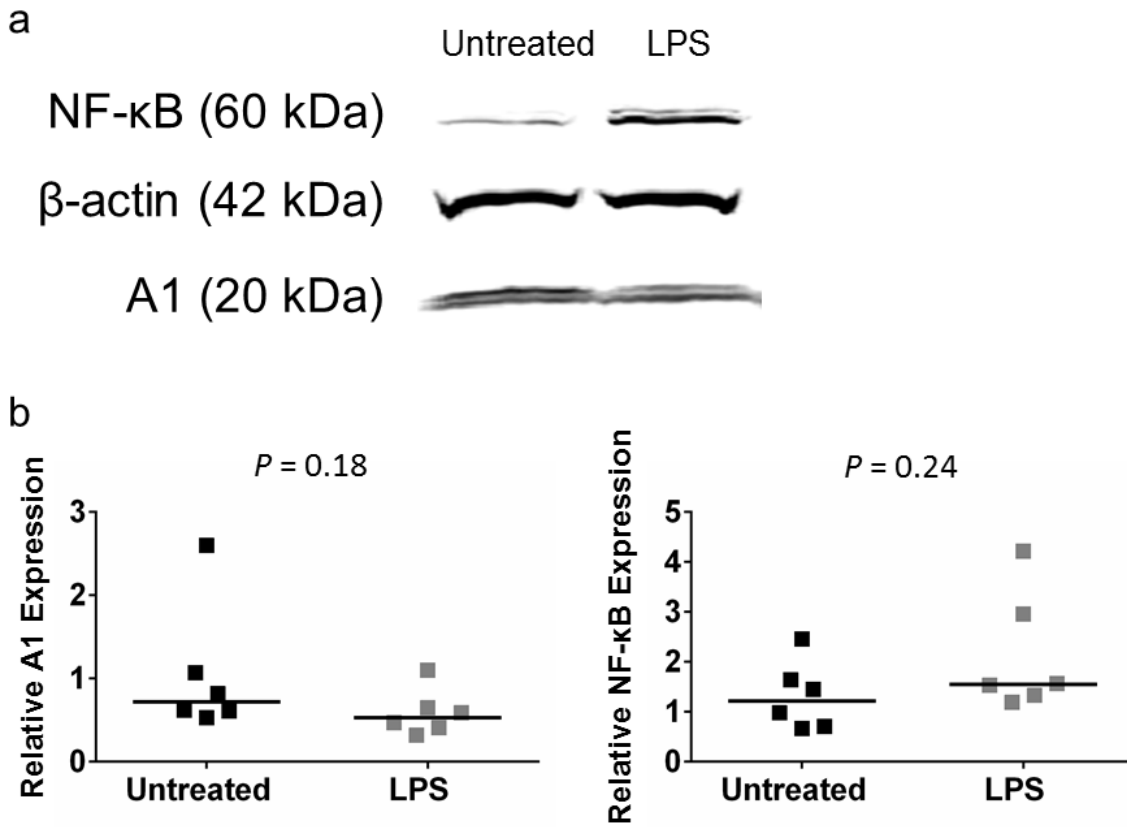 a
Untreated LPS
NF-κB (60 kDa)
β-actin (42 kDa)
A1 (20 kDa)
b
P = 0.18
Relative A1 Expression
3
2
1
0
Untreated LPS
P = 0.24
Relative NF-κB Expression
5
4
3
2
1
0
Untreated LPS